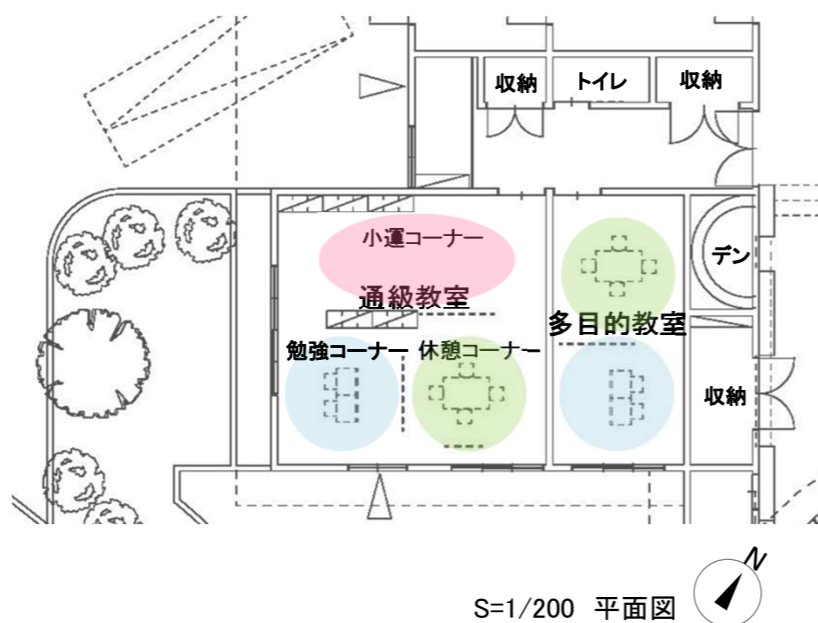 収納
トイレ
収納
小運コーナー
デン
通級教室
多目的教室
勉強コーナー
休憩コーナー
収納
N
S=1/200 平面図